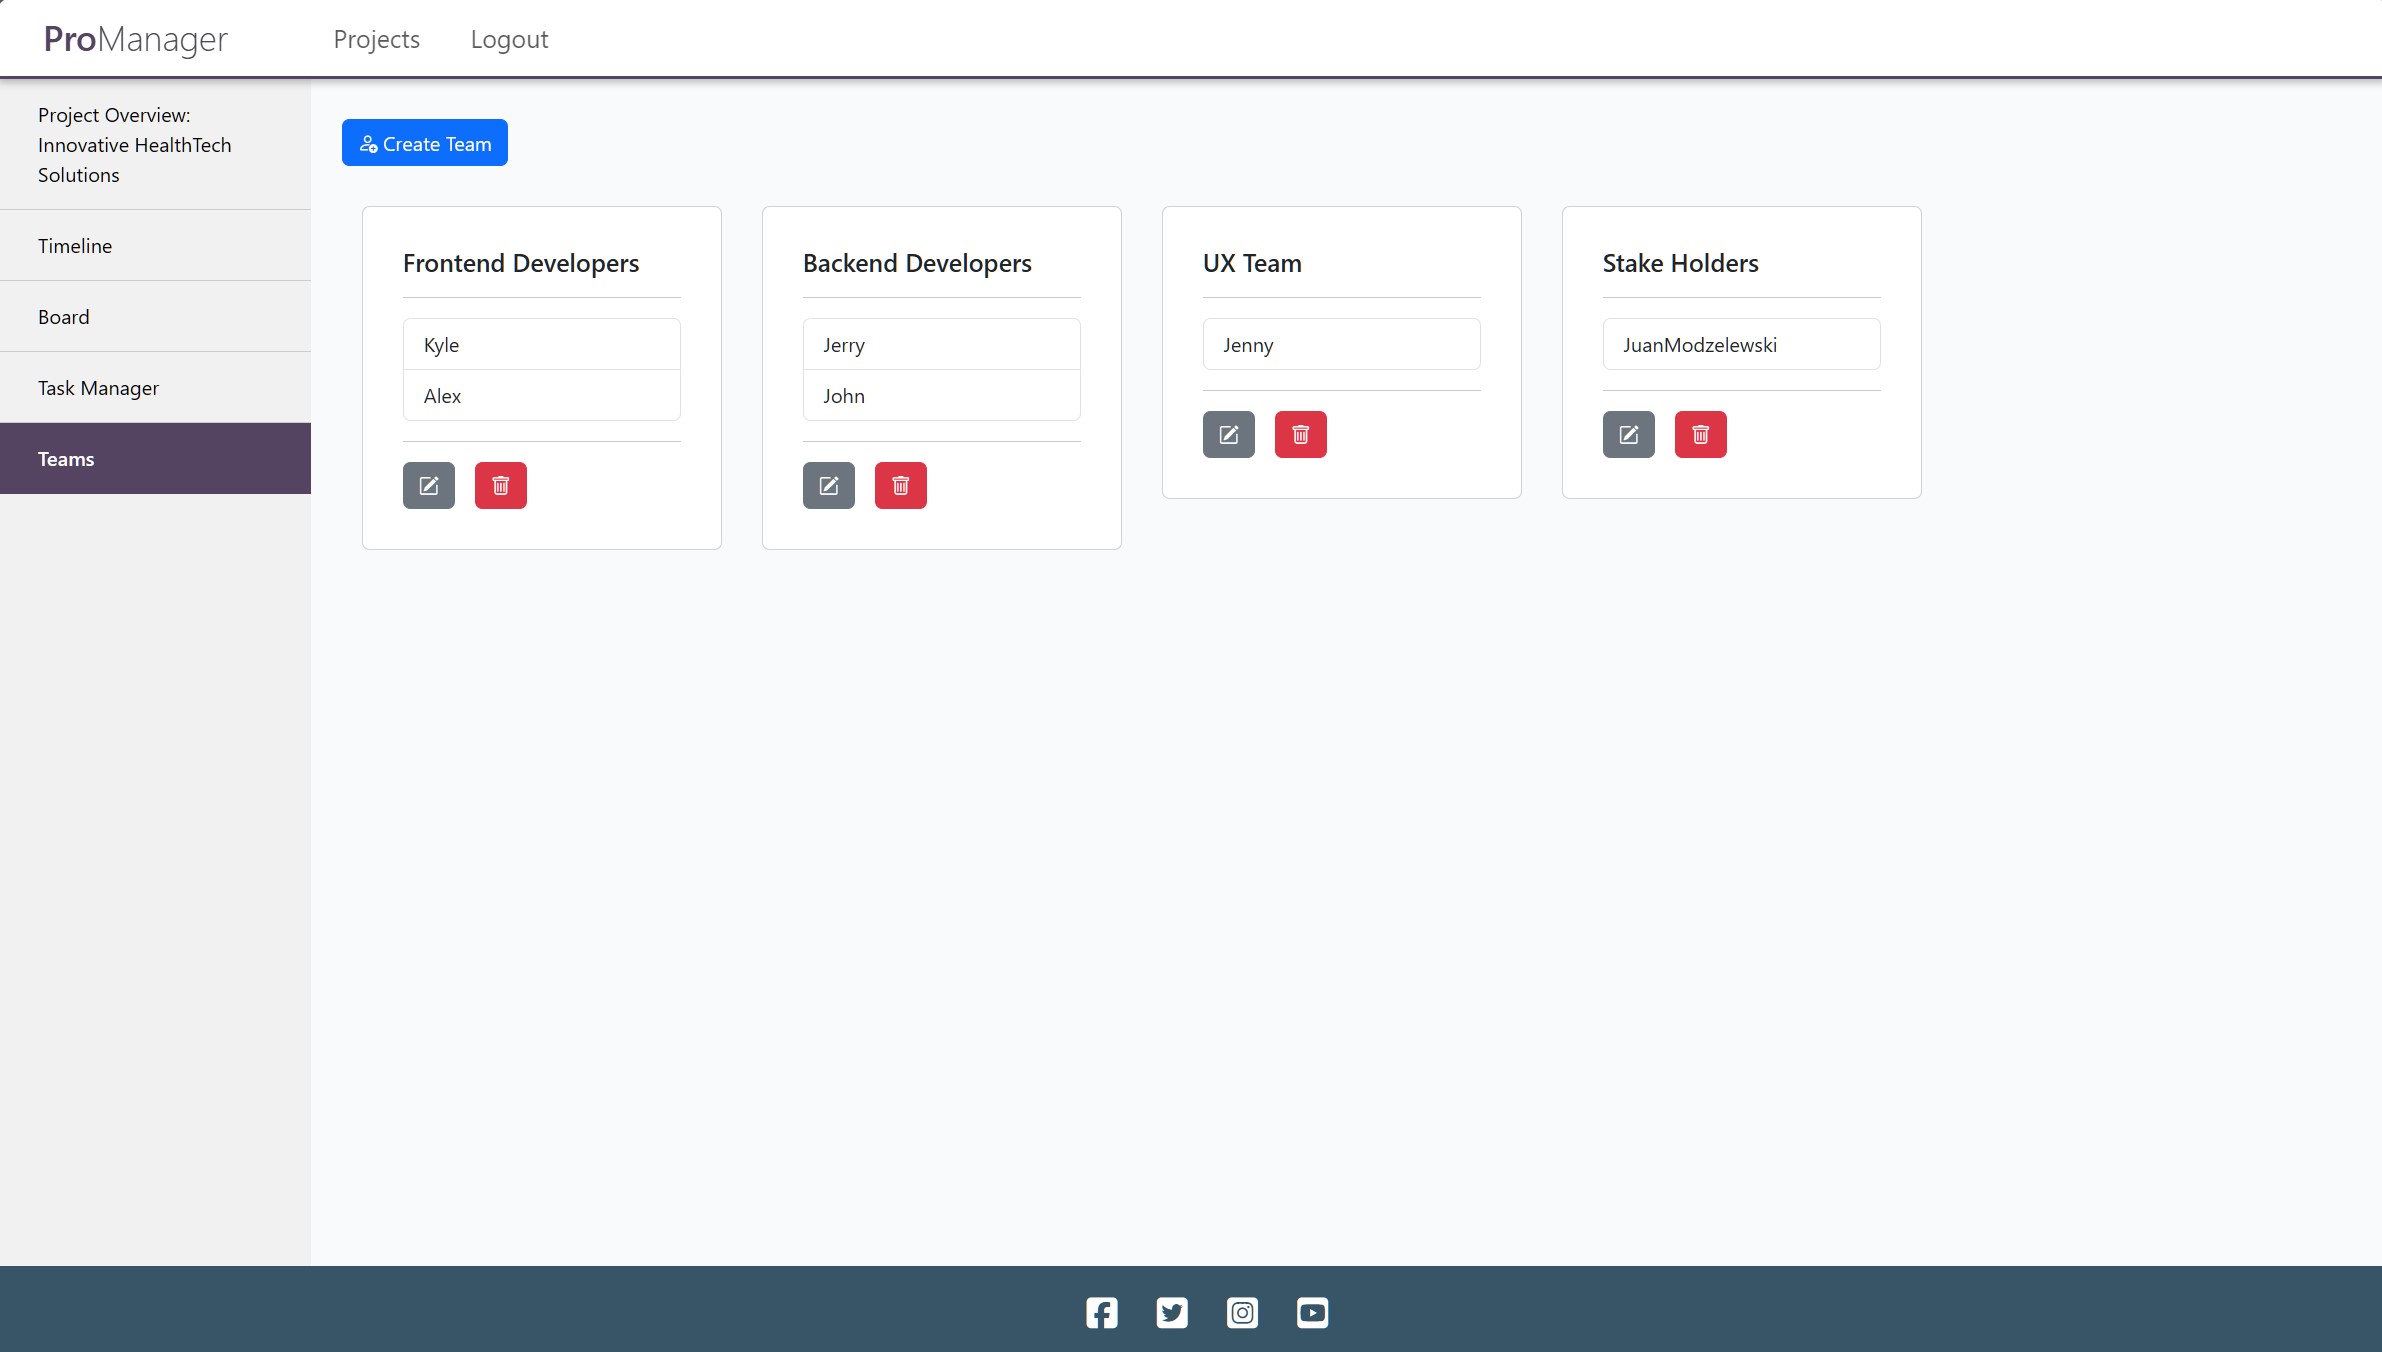 ProManager
Projects
Logout
Project Overview:
Innovative HealthTech
Solutions
Timeline
Board
Task Manager
Teams
Create Team
Frontend Developers
Kyle
Alex
Backend Developers
Jerry
John
UX Team
Jenny
Stake Holders
JuanModzelewski